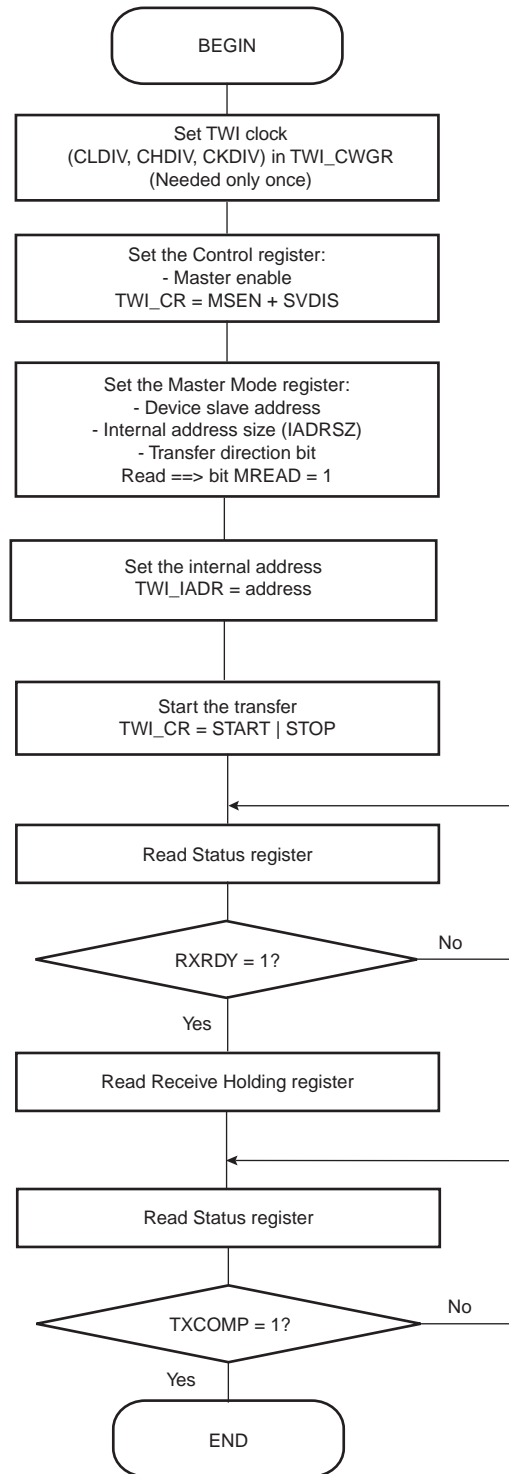 BEGIN
Set TWI clock
(CLDIV, CHDIV, CKDIV) in TWI_CWGR
(Needed only once)
Set the Control register:
- Master enable
TWI_CR = MSEN + SVDIS
Set the Master Mode register:
- Device slave address
- Internal address size (IADRSZ)
- Transfer direction bit
Read ==> bit MREAD = 1
Set the internal address
TWI_IADR = address
Start the transfer
TWI_CR = START | STOP
Read Status register
RXRDY = 1?
No
Yes
Read Receive Holding register
Read Status register
TXCOMP = 1?
No
Yes
END